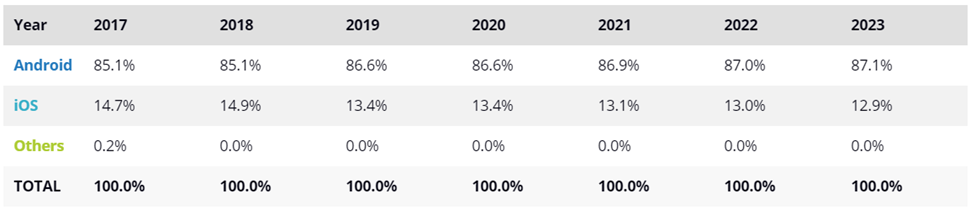 Year 2017 2018 2019 2020 2021 2022 2023
Android 85.1% 85.1% 86.6% 86.6% 86.9% 87.0% 87.1%
iOS 14.7% 14.9% 13.4% 13.4% 13.1% 13.0% 12.9%
Others 0.2% 0.0% 0.0% 0.0% 0.0% 0.0% 0.0%
TOTAL 100.0% 100.0% 100.0% 100.0% 100.0% 100.0% 100.0%